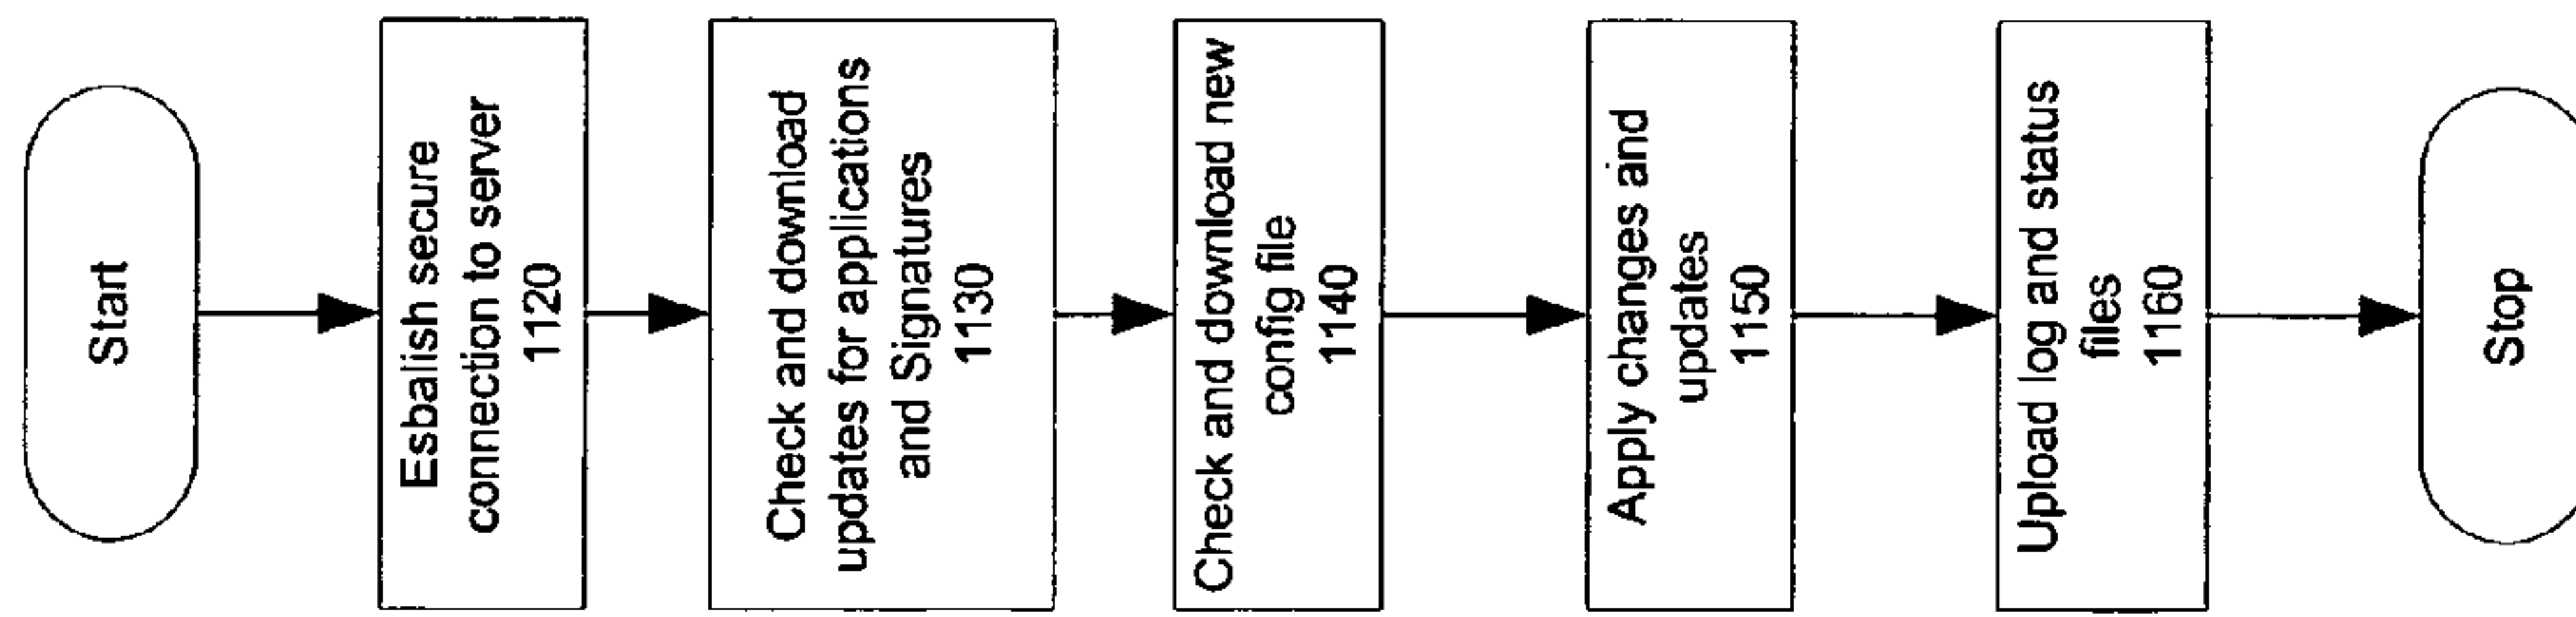 Start
Esbalish secure
connection to server
1120
Check and download
updates for applications
and Signatures
1130
Check and download new
config file
1140
Apply changes and
updates
1150
Upload log and status
files
1160
Stop